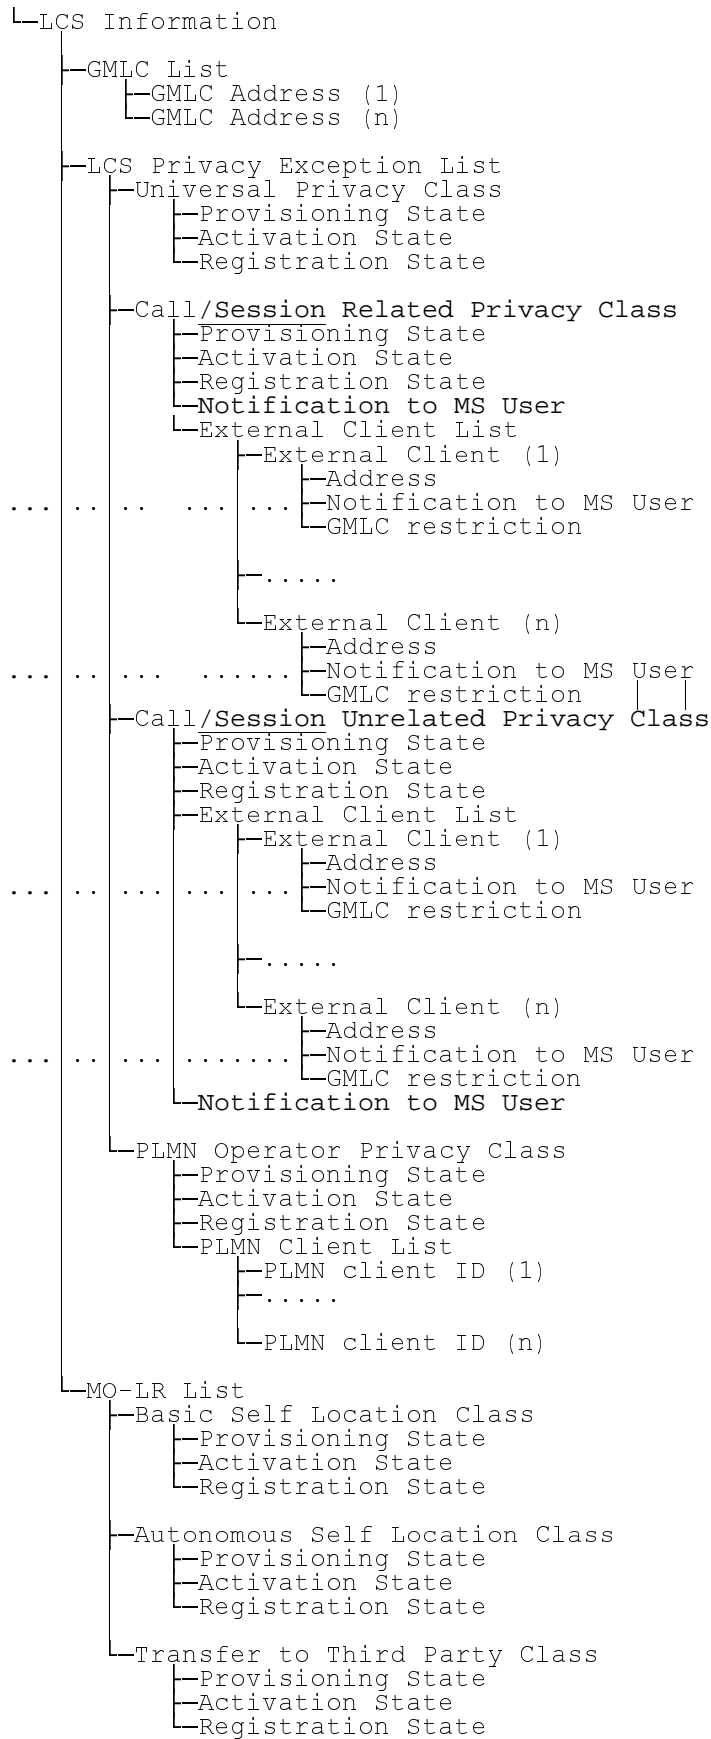 LCS Information
GMLC List
GMLC Address (1)
GMLC Address (n)
LCS Privacy Exception List
Universal Privacy Class
Provisioning State
Activation State
Registration State
Call/Session Related Privacy Class
Provisioning State
Activation State
Registration State
Notification to MS User
External Client List
External Client (1)
Address
... .. .. ... ... Notification to MS User
GMLC restriction
.....
External Client (n)
Address
... .. ... ...... Notification to MS User
GMLC restriction
Call/Session Unrelated Privacy Class
Provisioning State
Activation State
Registration State
External Client List
External Client (1)
Address
... .. ... ... ... Notification to MS User
GMLC restriction
.....
External Client (n)
Address
... .. ... ....... Notification to MS User
GMLC restriction
Notification to MS User
PLMN Operator Privacy Class
Provisioning State
Activation State
Registration State
PLMN Client List
PLMN client ID (1)
.....
PLMN client ID (n)
MO-LR List
Basic Self Location Class
Provisioning State
Activation State
Registration State
Autonomous Self Location Class
Provisioning State
Activation State
Registration State
Transfer to Third Party Class
Provisioning State
Activation State
Registration State